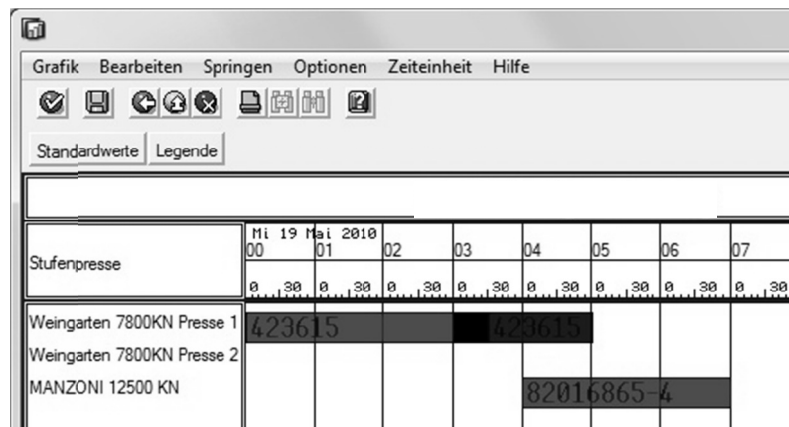 Grafik Bearbeiten Springen Optionen Zeiteinheit Hilfe
Standardwerte Legende
Mi 19 Mai 2010
Stufenpresse
00 01 02 03 04 05 06 07
0 30 0 30 0 30 0 30 0 30 0 30 0 30 0 30
Weingarten 7800KN Presse 1 423615 423615
Weingarten 7800KN Presse 2
MANZONI 12500 KN 82016865-4